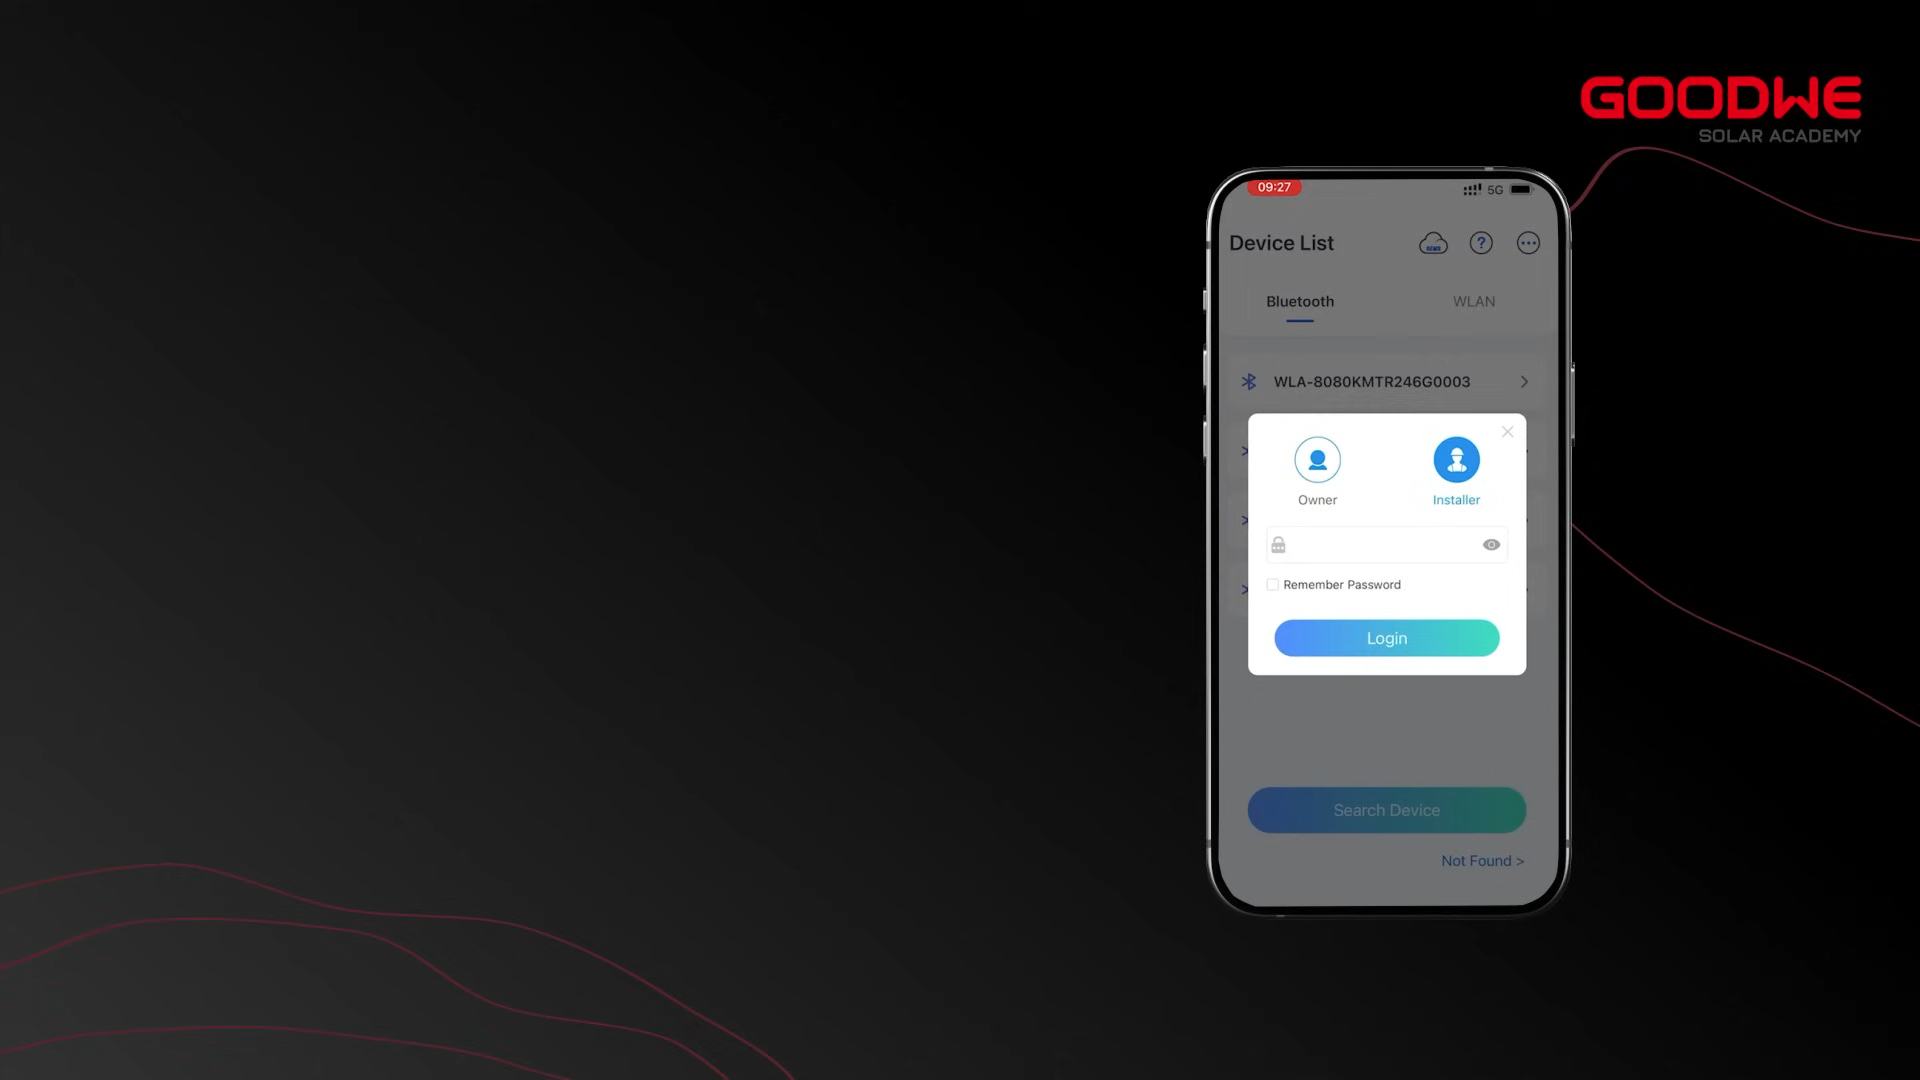 GOODWE
SOLAR ACADEMY
09:27
5G
Device List
Bluetooth
WLAN
WLA-8080KMTR246G0003
Owner
Installer
Remember Password
Login
Search Device
Not Found >